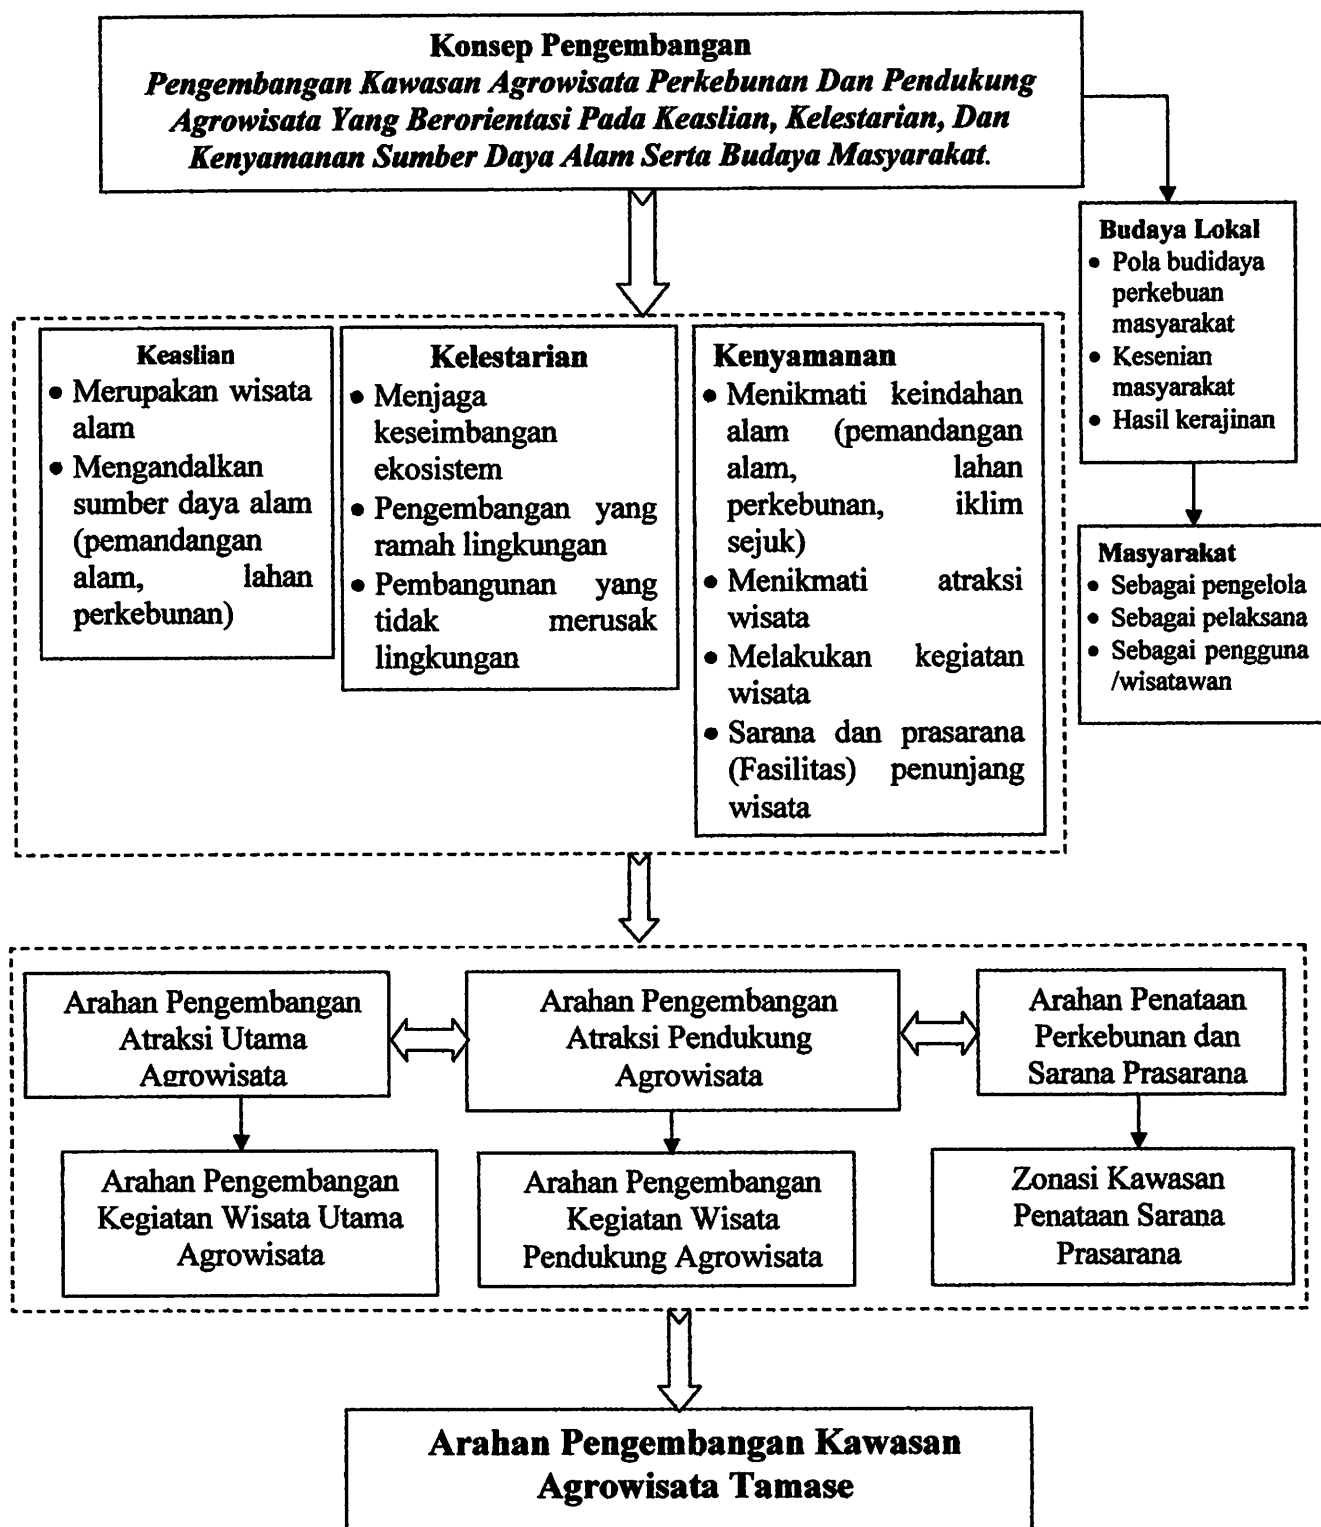 Konsep Pengembangan
Pengembangan Kawasan Agrowisata Perkebunan Dan Pendukung
Agrowisata Yang Berorientasi Pada Keaslian, Kelestarian, Dan
Kenyamanan Sumber Daya Alam Serta Budaya Masyarakat.
Budaya Lokal
• Pola budidaya
perkebuan
masyarakat
• Kesenian
masyarakat
• Hasil kerajinan
Masyarakat
• Sebagai pengelola
• Sebagai pelaksana
• Sebagai pengguna
/wisatawan
Keaslian
• Merupakan wisata
alam
• Mengandalkan
sumber daya alam
(pemandangan
alam, lahan
perkebunan)
Kelestarian
• Menjaga
keseimbangan
ekosistem
• Pengembangan yang
ramah lingkungan
• Pembangunan yang
tidak merusak
lingkungan
Kenyamanan
• Menikmati keindahan
alam (pemandangan
alam, lahan
perkebunan, iklim
sejuk)
• Menikmati atraksi
wisata
• Melakukan kegiatan
wisata
• Sarana dan prasarana
(Fasilitas) penunjang
wisata
Arahan Pengembangan
Atraksi Utama
Agrowisata
Arahan Pengembangan
Atraksi Pendukung
Agrowisata
Arahan Penataan
Perkebunan dan
Sarana Prasarana
Arahan Pengembangan
Kegiatan Wisata Utama
Agrowisata
Arahan Pengembangan
Kegiatan Wisata
Pendukung Agrowisata
Zonasi Kawasan
Penataan Sarana
Prasarana
Arahan Pengembangan Kawasan
Agrowisata Tamase